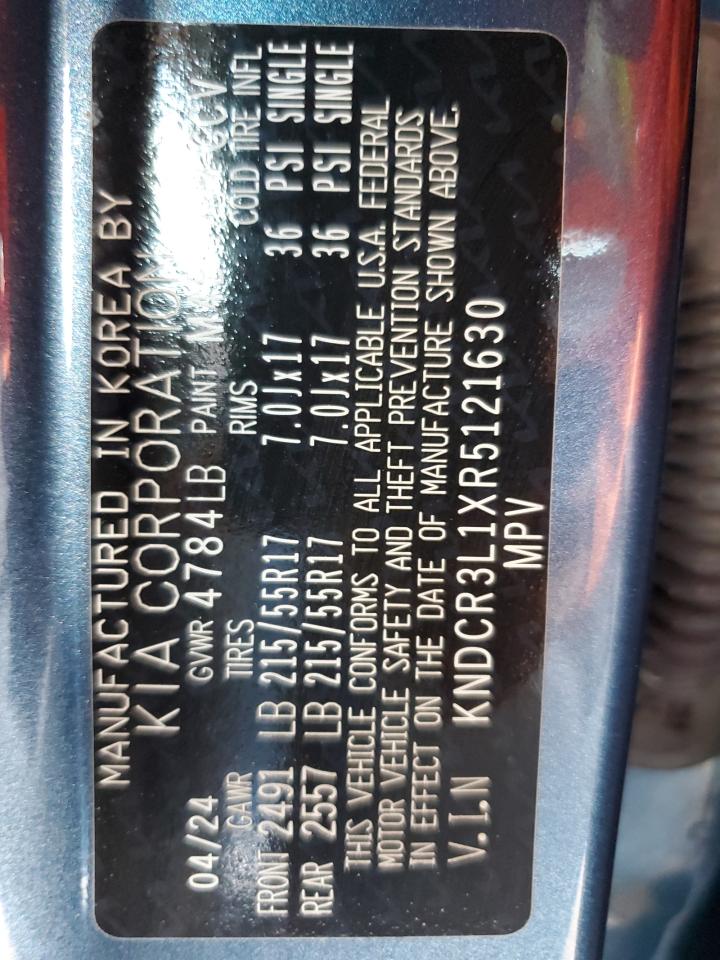 MANUFACTURED IN KOREA BY
KIA CORPORATION
04/24 GVWR: 4784LB PAINT
GAWR TIRES RIMS COLD TIRE INFL
FRONT 2491 LB 215/55R17 7.0Jx17 36 PSI SINGLE
REAR 2557 LB 215/55R17 7.0Jx17 36 PSI SINGLE
THIS VEHICLE CONFORMS TO ALL APPLICABLE U.S.A. FEDERAL
MOTOR VEHICLE SAFETY AND THEFT PREVENTION STANDARDS
IN EFFECT ON THE DATE OF MANUFACTURE SHOWN ABOVE.
V.I.N KNDCR3L1XR5121630
MPV